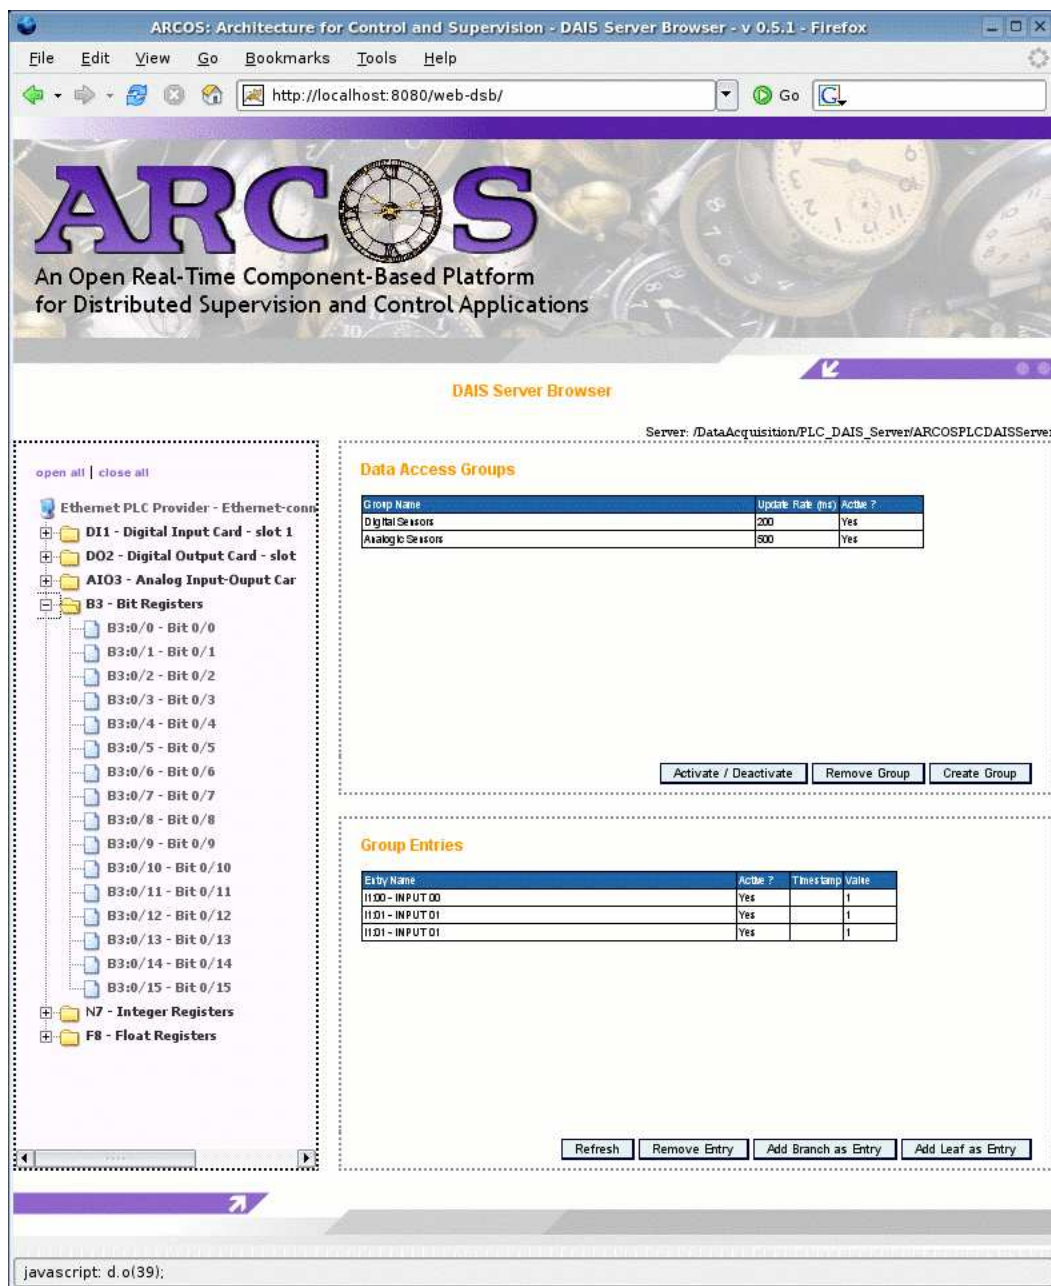 ARCOS: Architecture for Control and Supervision - DAIS Server Browser - v 0.5.1 - Firefox
File Edit View Go Bookmarks Tools Help
http://localhost:8080/web-dsb/ Go G
ARCOS
An Open Real-Time Component-Based Platform
for Distributed Supervision and Control Applications
DAIS Server Browser
Server: /DataAcquisition/PLC_DAIS_Server/ARCOSPLCDAISServer
open all | close all
Ethernet PLC Provider - Ethernet-conn
DI1 - Digital Input Card - slot 1
DO2 - Digital Output Card - slot
AIO3 - Analog Input-Ouput Car
B3 - Bit Registers
B3:0/0 - Bit 0/0
B3:0/1 - Bit 0/1
B3:0/2 - Bit 0/2
B3:0/3 - Bit 0/3
B3:0/4 - Bit 0/4
B3:0/5 - Bit 0/5
B3:0/6 - Bit 0/6
B3:0/7 - Bit 0/7
B3:0/8 - Bit 0/8
B3:0/9 - Bit 0/9
B3:0/10 - Bit 0/10
B3:0/11 - Bit 0/11
B3:0/12 - Bit 0/12
B3:0/13 - Bit 0/13
B3:0/14 - Bit 0/14
B3:0/15 - Bit 0/15
N7 - Integer Registers
F8 - Float Registers
Data Access Groups
Group Name Update Rate (ms) Active ?
Digital Sensors 200 Yes
Analogic Sensors 500 Yes
Activate / Deactivate Remove Group Create Group
Group Entries
Entry Name Active ? Timestamp Value
I1:00 - INPUT 00 Yes 1
I1:01 - INPUT 01 Yes 1
I1:01 - INPUT 01 Yes 1
Refresh Remove Entry Add Branch as Entry Add Leaf as Entry
javascript: d.o(39);